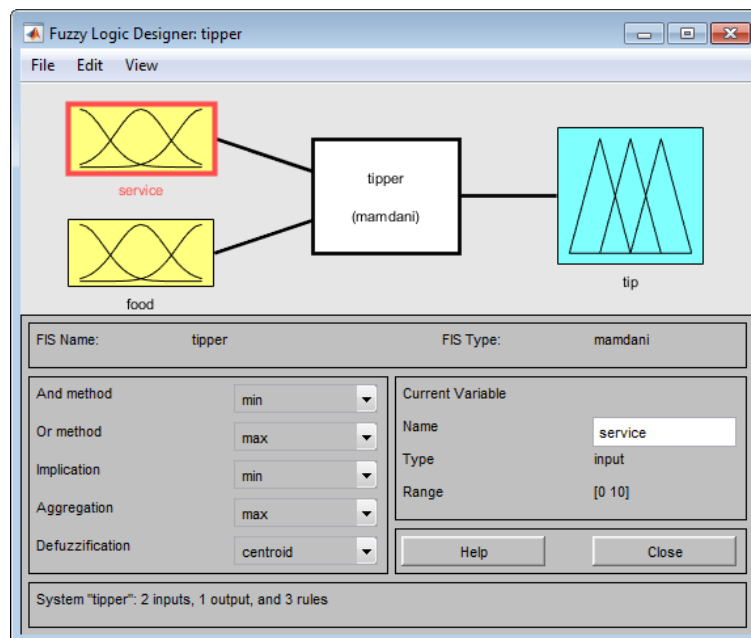 Fuzzy Logic Designer: tipper
File Edit View
service
food
tipper
(mamdani)
tip
FIS Name: tipper FIS Type: mamdani
And method min
Or method max
Implication min
Aggregation max
Defuzzification centroid
Current Variable
Name service
Type input
Range [0 10]
Help Close
System "tipper": 2 inputs, 1 output, and 3 rules